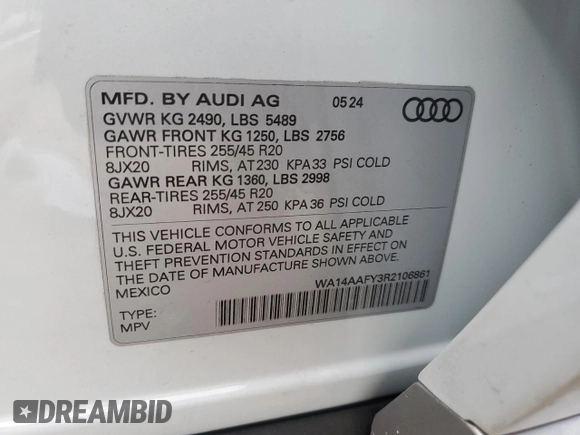 MFD. BY AUDI AG 05 24
GVWR KG 2490, LBS 5489
GAWR FRONT KG 1250, LBS 2756
FRONT-TIRES 255/45 R20
8JX20 RIMS, AT 230 KPA 33 PSI COLD
GAWR REAR KG 1360, LBS 2998
REAR-TIRES 255/45 R20
8JX20 RIMS, AT 250 KPA 36 PSI COLD
THIS VEHICLE CONFORMS TO ALL APPLICABLE
U.S. FEDERAL MOTOR VEHICLE SAFETY AND
BUMPER STANDARDS IN EFFECT ON
THE DATE OF MANUFACTURE SHOWN ABOVE.
MEXICO
WA14AAFY3R2106861
TYPE:
MPV
DREAMBID